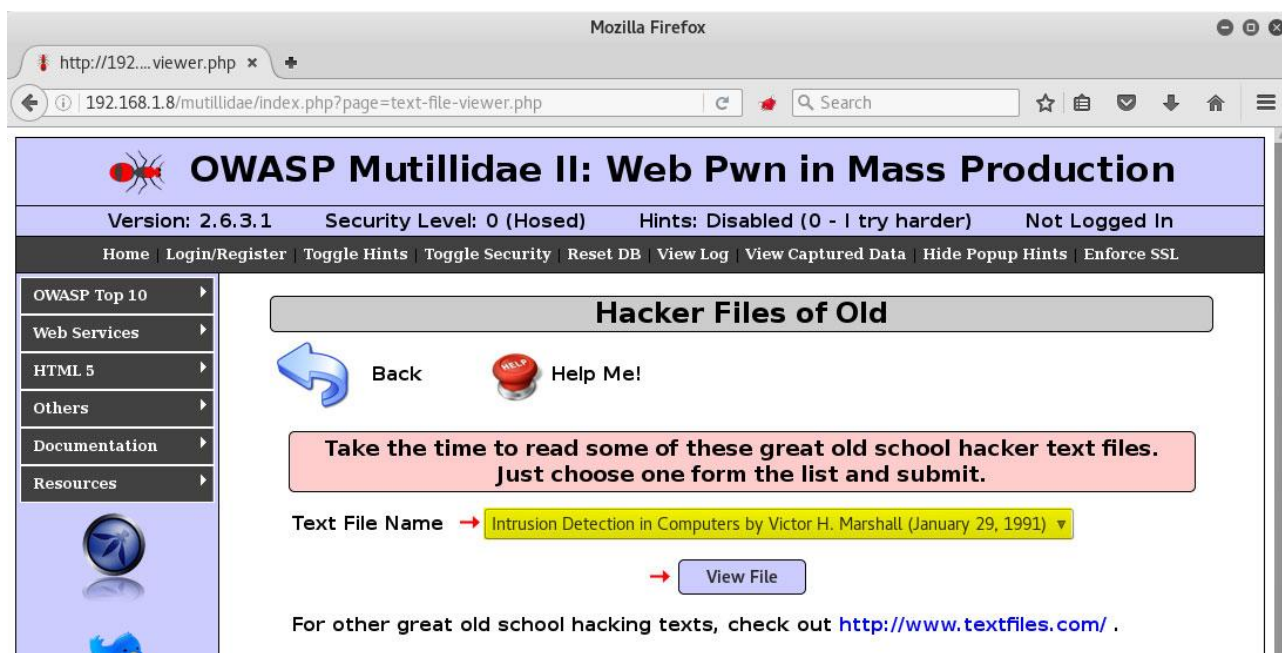 Mozilla Firefox
http://192....viewer.php
192.168.1.8/mutillidae/index.php?page=text-file-viewer.php
Search
OWASP Mutillidae II: Web Pwn in Mass Production
Version: 2.6.3.1 Security Level: 0 (Hosed) Hints: Disabled (0 - I try harder) Not Logged In
Home | Login/Register | Toggle Hints | Toggle Security | Reset DB | View Log | View Captured Data | Hide Popup Hints | Enforce SSL
OWASP Top 10
Web Services
HTML 5
Others
Documentation
Resources
Hacker Files of Old
Back
HELP
Help Me!
Take the time to read some of these great old school hacker text files.
Just choose one form the list and submit.
Text File Name
Intrusion Detection in Computers by Victor H. Marshall (January 29, 1991)
View File
For other great old school hacking texts, check out http://www.textfiles.com/ .